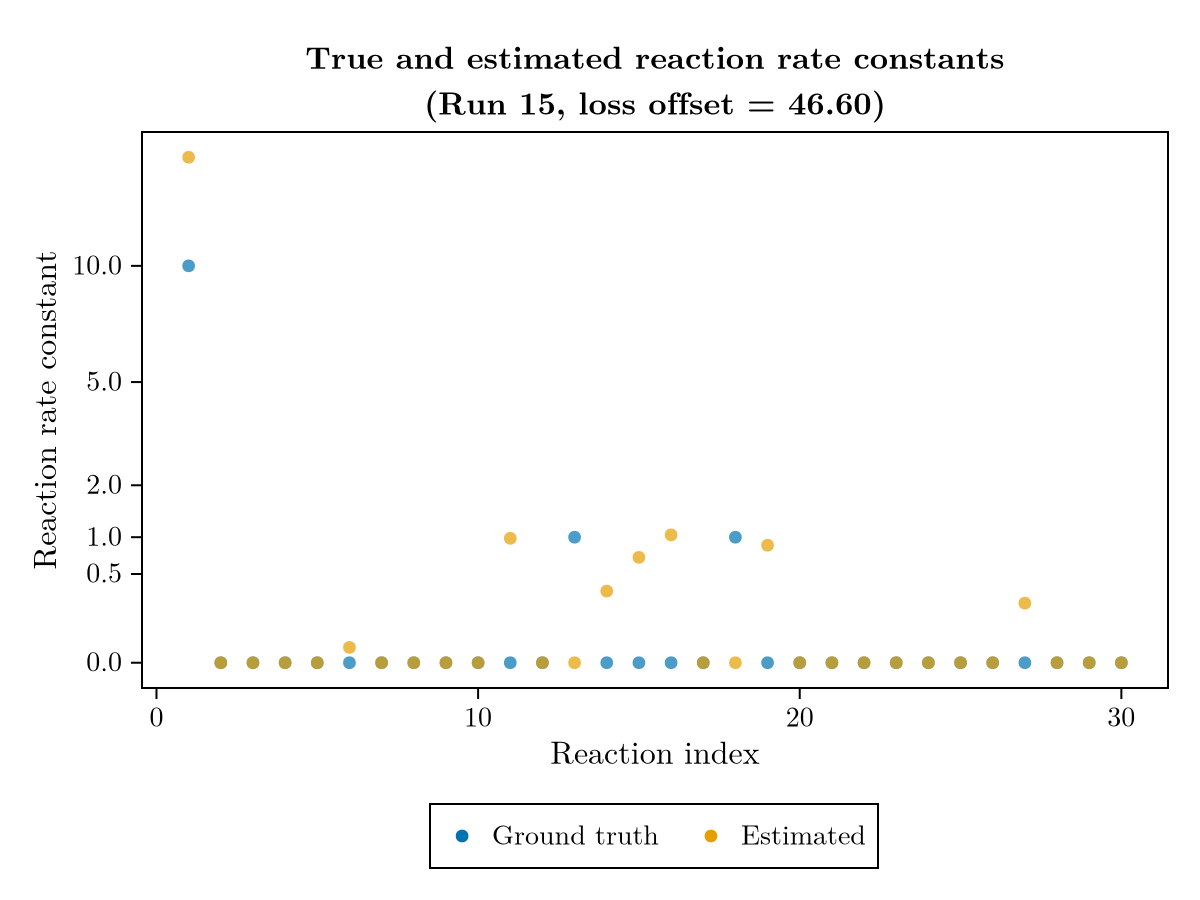 True and estimated reaction rate constants
(Run 15, loss offset = 46.60)
Reaction rate constant
10.0
5.0
2.0
1.0
0.5
0.0
0 10 20 30
Reaction index
Ground truth Estimated